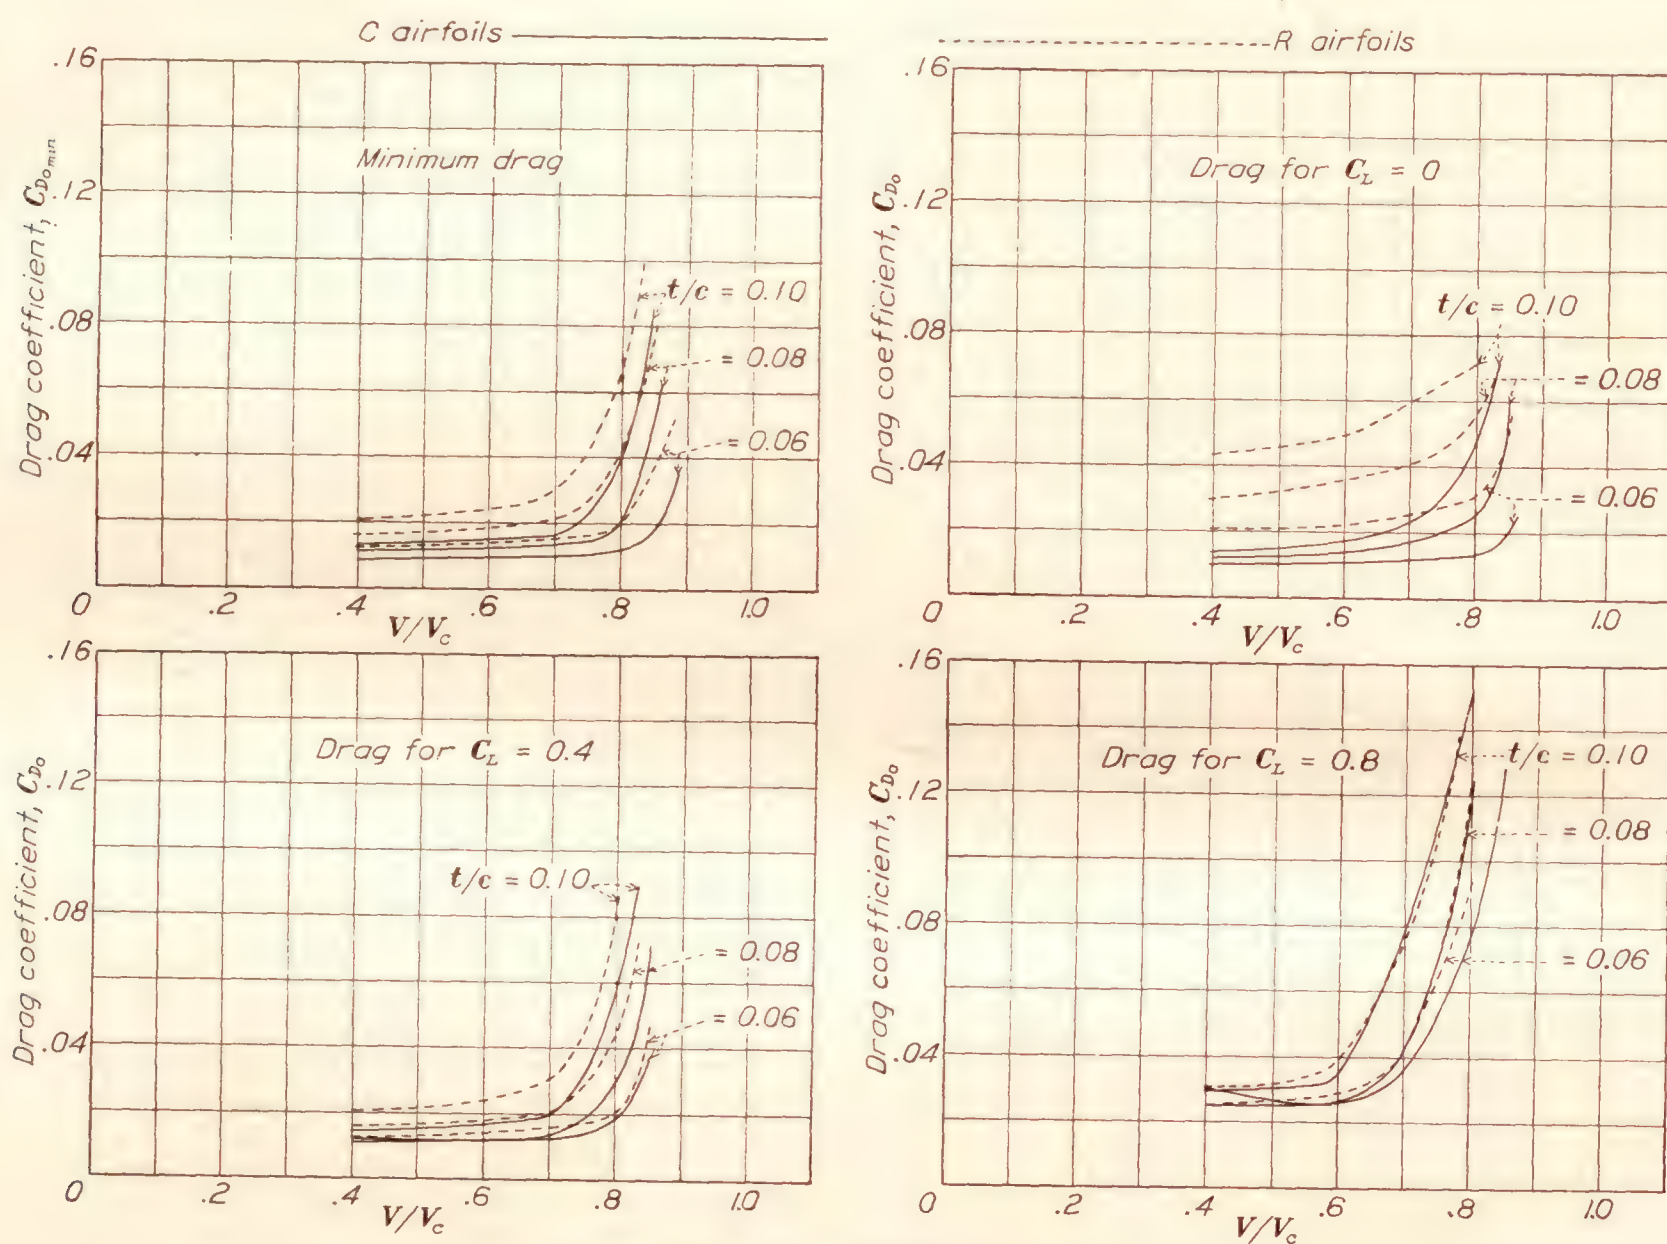 C airfoils
R airfoils
Drag coefficient, C_Do_min
.16
.12
.08
.04
0
Minimum drag
t/c = 0.10
= 0.08
= 0.06
.2
.4
.6
.8
1.0
V/V_c
Drag coefficient, C_Do
.16
.12
.08
.04
0
Drag for C_L = 0
t/c = 0.10
= 0.08
= 0.06
.2
.4
.6
.8
1.0
V/V_c
Drag coefficient, C_Do
.16
.12
.08
.04
0
Drag for C_L = 0.4
t/c = 0.10
= 0.08
= 0.06
.2
.4
.6
.8
1.0
V/V_c
Drag coefficient, C_Do
.16
.12
.08
.04
0
Drag for C_L = 0.8
t/c = 0.10
= 0.08
= 0.06
.2
.4
.6
.8
1.0
V/V_c